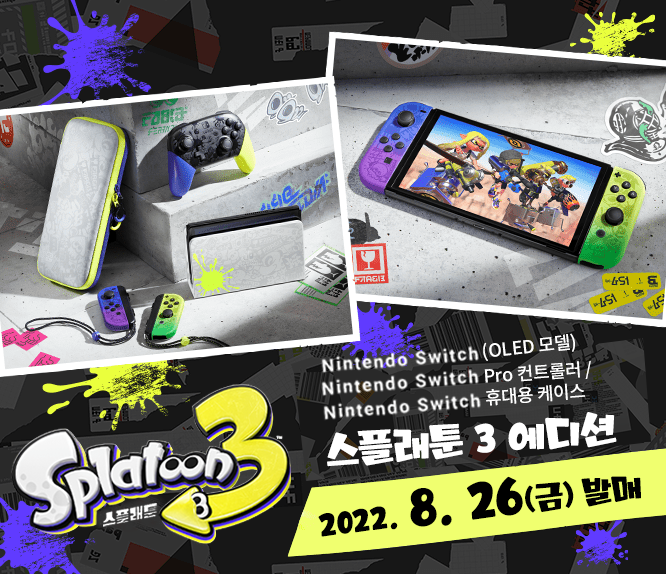 Nintendo Switch (OLED 모델)
Nintendo Switch Pro 컨트롤러 /
Nintendo Switch 휴대용 케이스
스플래툰 3 에디션
Splatoon 3™
스플래툰 3
2022. 8. 26(금) 발매